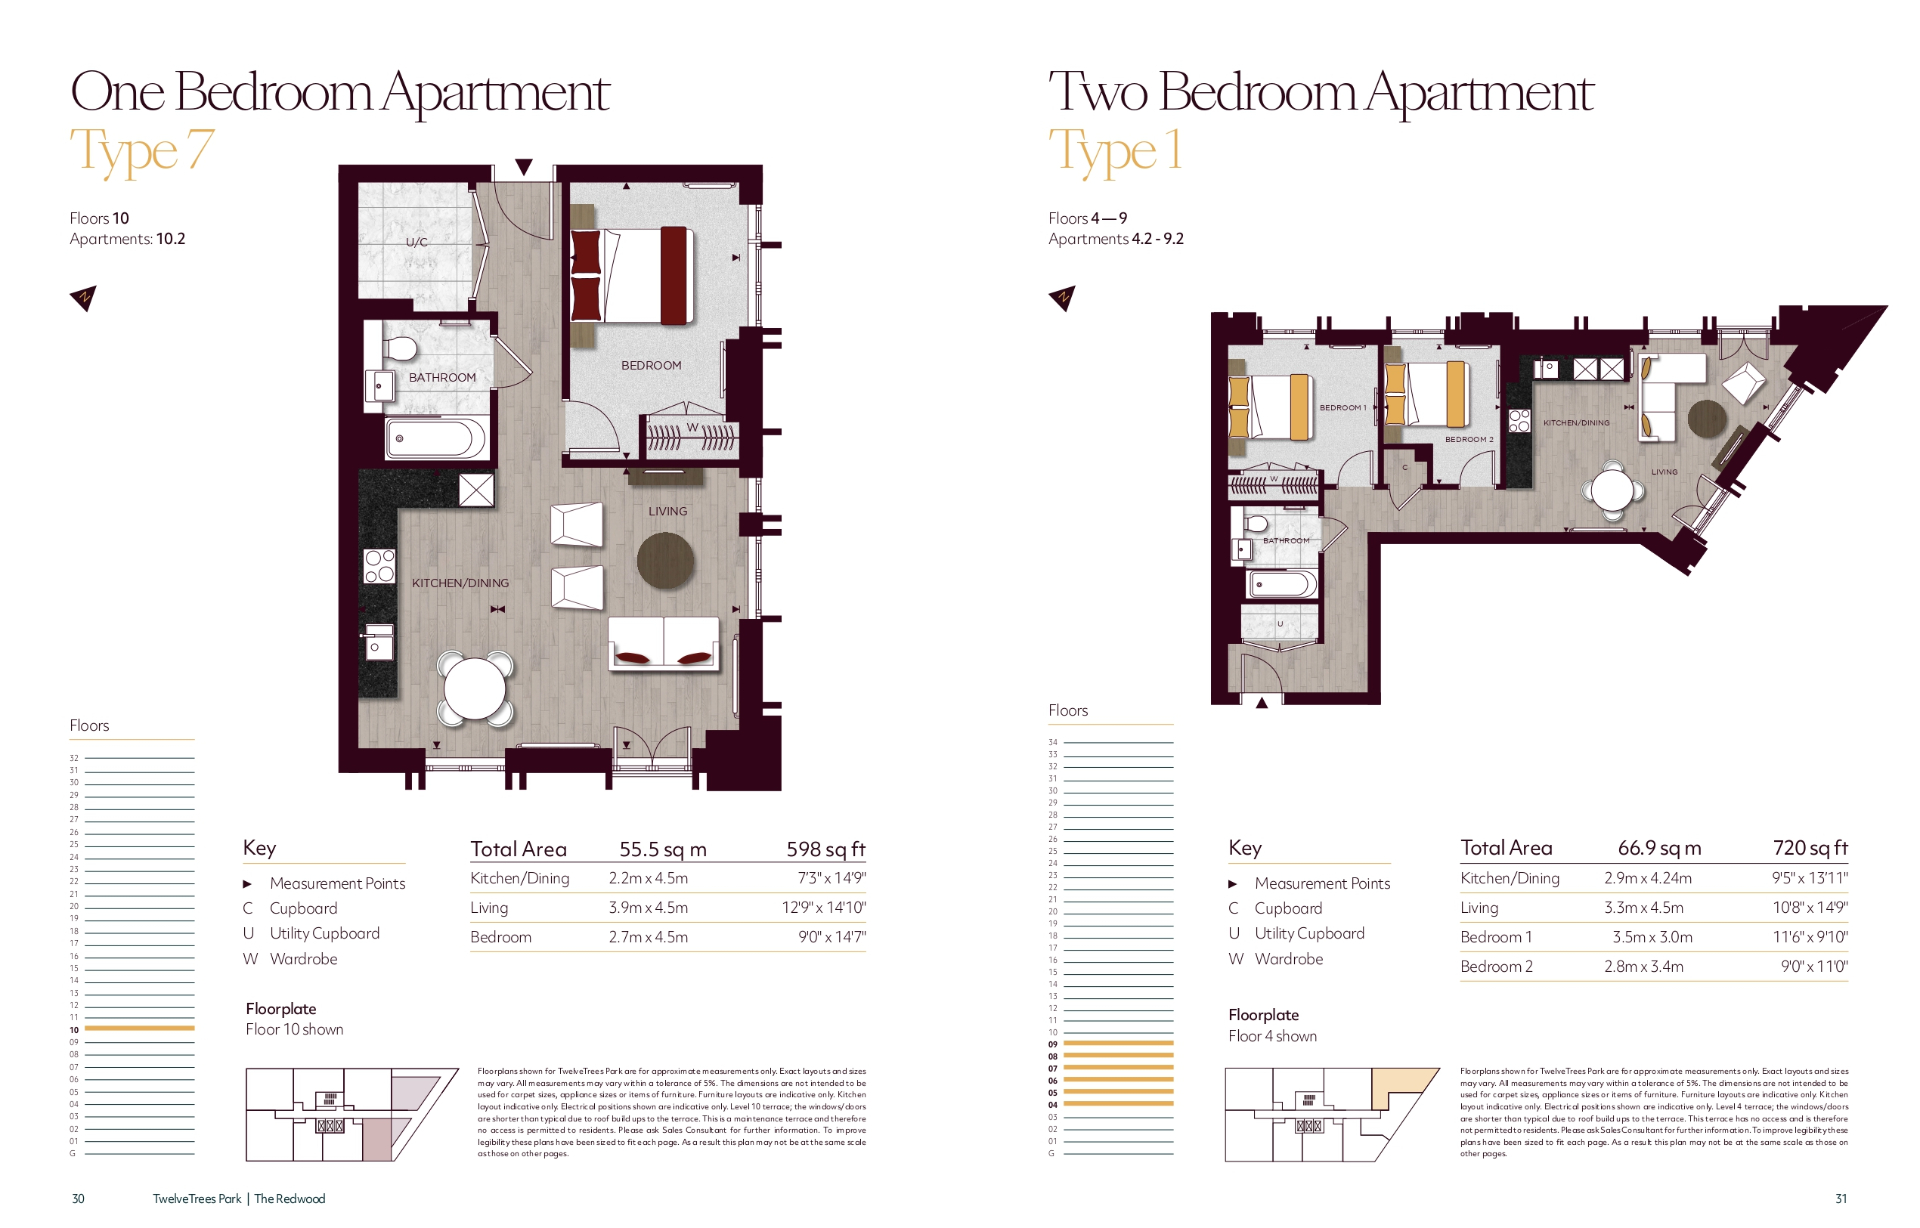 One Bedroom Apartment
Type 7
Floors 10
Apartments: 10.2
N
U/C
BATHROOM
BEDROOM
W
LIVING
KITCHEN/DINING
Floors
32
31
30
29
28
27
26
25
24
23
22
21
20
19
18
17
16
15
14
13
12
11
10
09
08
07
06
05
04
03
02
01
G
Key
Measurement Points
C Cupboard
U Utility Cupboard
W Wardrobe
Total Area 55.5 sq m 598 sq ft
Kitchen/Dining 2.2m x 4.5m 7'3" x 14'9"
Living 3.9m x 4.5m 12'9" x 14'10"
Bedroom 2.7m x 4.5m 9'0" x 14'7"
Floorplate
Floor 10 shown
Floorplans shown for TwelveTrees Park are for approximate measurements only. Exact layouts and sizes
may vary. All measurements may vary within a tolerance of 5%. The dimensions are not intended to be
used for carpet sizes, appliance sizes or items of furniture. Furniture layouts are indicative only. Kitchen
layout indicative only. Electrical positions shown are indicative only. Level 10 terrace; the windows/doors
are shorter than typical due to roof build ups to the terrace. This is a maintenance terrace and therefore
no access is permitted to residents. Please ask Sales Consultant for further information. To improve
legibility these plans have been sized to fit each page. As a result this plan may not be at the same scale
as those on other pages.
30 TwelveTrees Park | The Redwood
Two Bedroom Apartment
Type 1
Floors 4 — 9
Apartments 4.2 - 9.2
N
BEDROOM 1
BEDROOM 2
KITCHEN/DINING
LIVING
C
W
BATHROOM
U
Floors
34
33
32
31
30
29
28
27
26
25
24
23
22
21
20
19
18
17
16
15
14
13
12
11
10
09
08
07
06
05
04
03
02
01
G
Key
Measurement Points
C Cupboard
U Utility Cupboard
W Wardrobe
Total Area 66.9 sq m 720 sq ft
Kitchen/Dining 2.9m x 4.24m 9'5" x 13'11"
Living 3.3m x 4.5m 10'8" x 14'9"
Bedroom 1 3.5m x 3.0m 11'6" x 9'10"
Bedroom 2 2.8m x 3.4m 9'0" x 11'0"
Floorplate
Floor 4 shown
Floorplans shown for TwelveTrees Park are for approximate measurements only. Exact layouts and sizes
may vary. All measurements may vary within a tolerance of 5%. The dimensions are not intended to be
used for carpet sizes, appliance sizes or items of furniture. Furniture layouts are indicative only. Kitchen
layout indicative only. Electrical positions shown are indicative only. Level 4 terrace; the windows/doors
are shorter than typical due to roof build ups to the terrace. This terrace has no access and is therefore
not permitted to residents. Please ask Sales Consultant for further information. To improve legibility these
plans have been sized to fit each page. As a result this plan may not be at the same scale as those on
other pages.
31